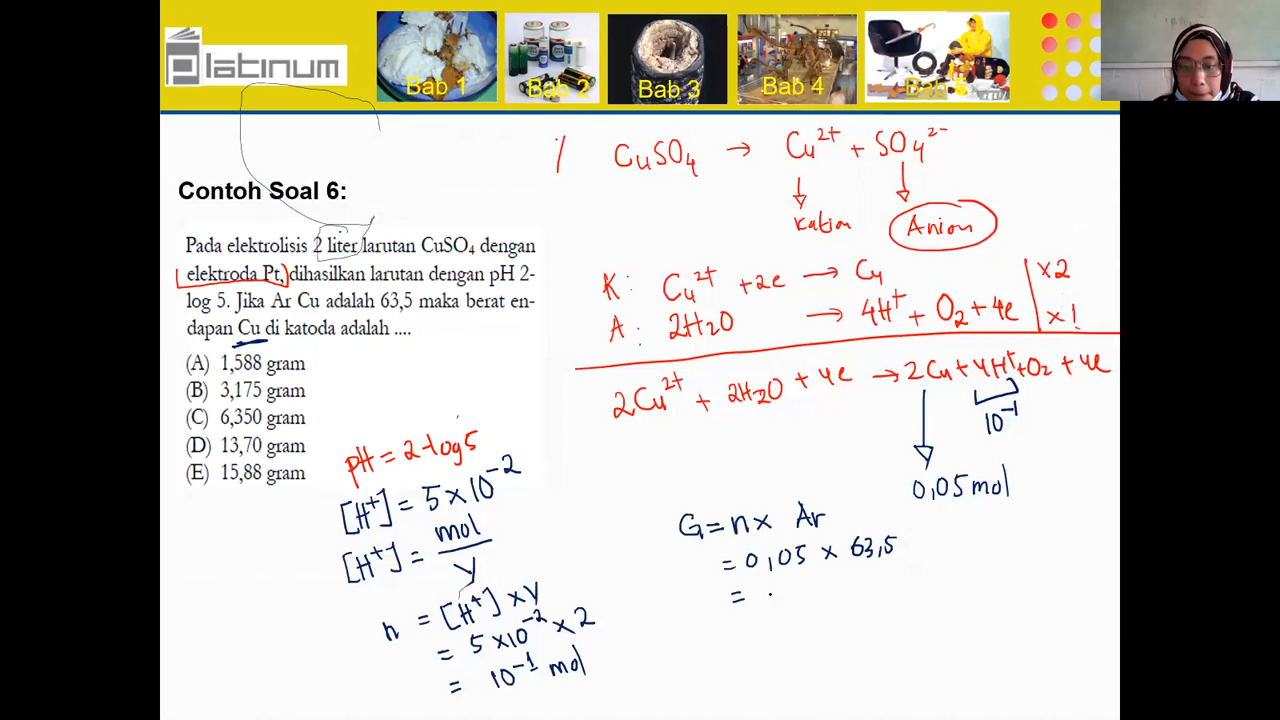 Platinum
Bab 1
Bab 2
Bab 3
Bab 4
Bab
Contoh Soal 6:
Pada elektrolisis 2 liter larutan CuSO₄ dengan
elektroda Pt, dihasilkan larutan dengan pH 2-
log 5. Jika Ar Cu adalah 63,5 maka berat en-
dapan Cu di katoda adalah ....
(A) 1,588 gram
(B) 3,175 gram
(C) 6,350 gram
(D) 13,70 gram
(E) 15,88 gram
CuSO₄ → Cu²⁺ + SO₄²⁻
Kation
Anion
K: Cu²⁺ + 2e → Cu | x2
A: 2H₂O → 4H⁺ + O₂ + 4e | x1
2Cu²⁺ + 2H₂O + 4e → 2Cu + 4H⁺ + O₂ + 4e
10⁻¹
0,05 mol
pH = 2-log5
[H⁺] = 5 x 10⁻²
[H⁺] = mol
V
n = [H⁺] x V
= 5 x 10⁻² x 2
= 10⁻¹ mol
G = n x Ar
= 0,05 x 63,5
=